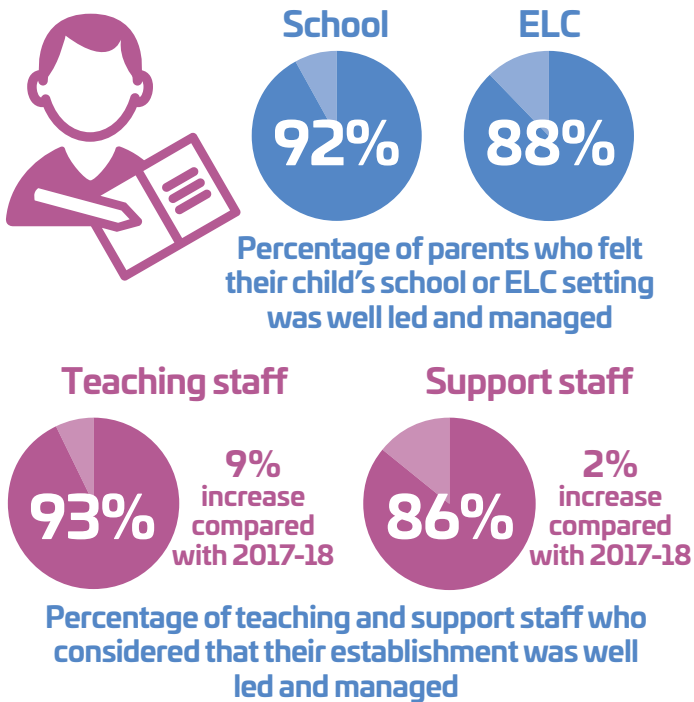 School
ELC
92%
88%
Percentage of parents who felt
their child's school or ELC setting
was well led and managed
Teaching staff
Support staff
93%
9%
increase
compared
with 2017-18
86%
2%
increase
compared
with 2017-18
Percentage of teaching and support staff who
considered that their establishment was well
led and managed